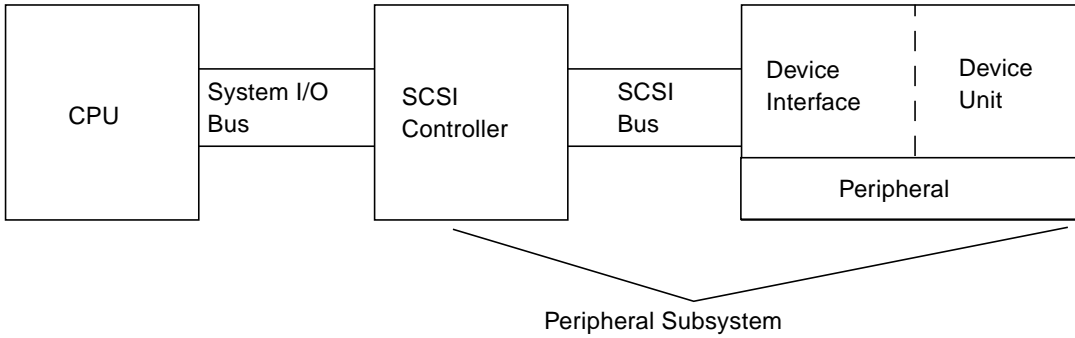 CPU
System I/O
Bus
SCSI
Controller
SCSI
Bus
Device
Interface
Device
Unit
Peripheral
Peripheral Subsystem